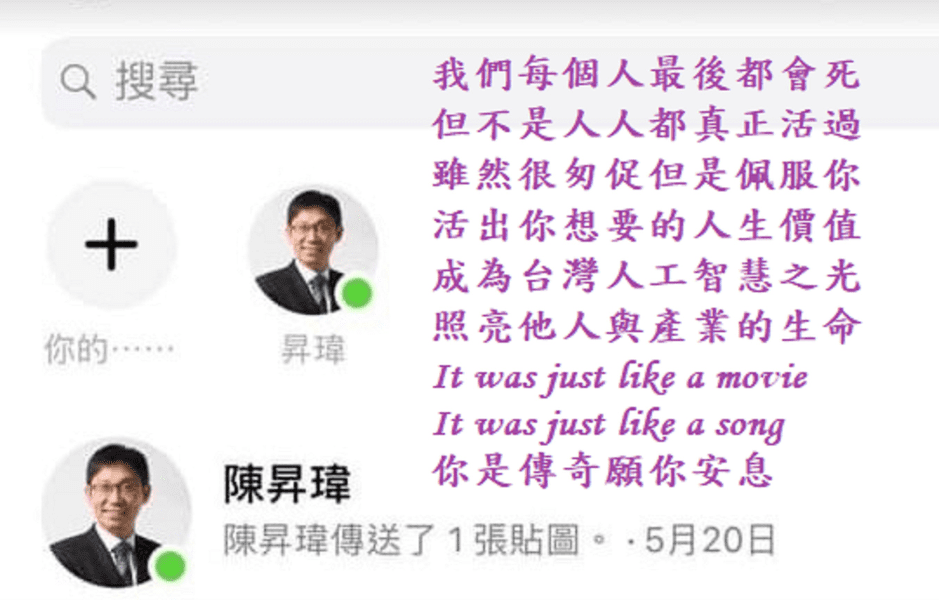 搜尋
我們每個人最後都會死
但不是人人都真正活過
雖然很匆促但是佩服你
活出你想要的人生價值
成為台灣人工智慧之光
照亮他人與產業的生命
It was just like a movie
It was just like a song
你是傳奇願你安息
你的……
昇瑋
陳昇瑋
陳昇瑋傳送了 1 張貼圖。 · 5月20日